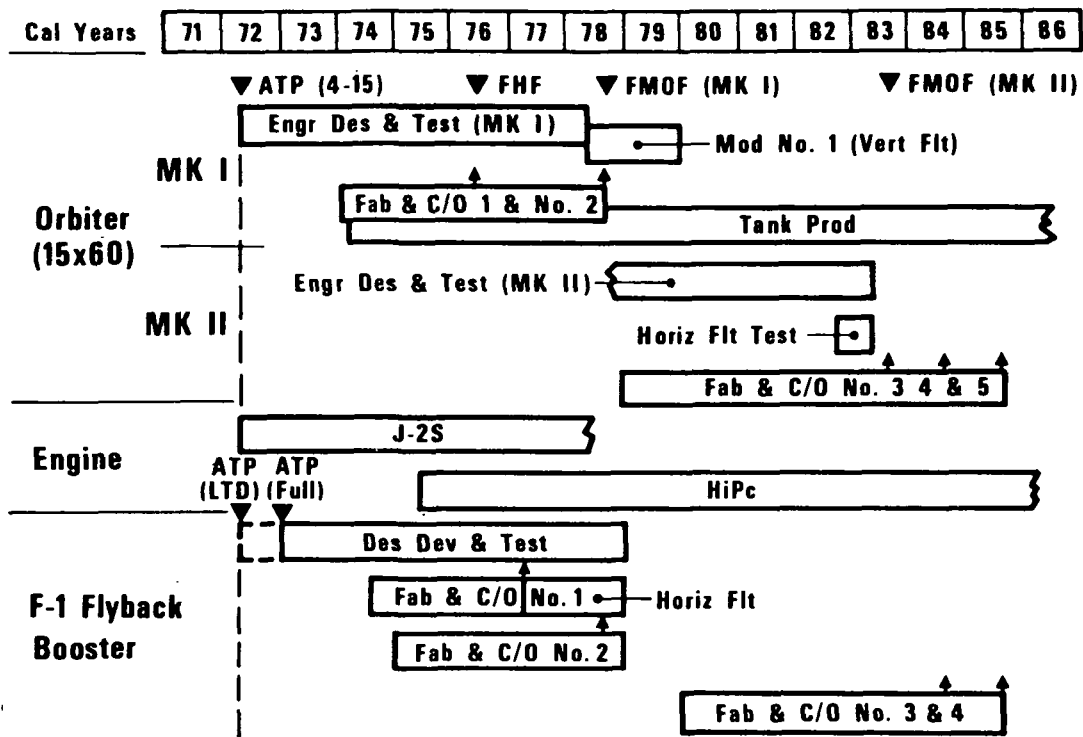 Cal Years 71 72 73 74 75 76 77 78 79 80 81 82 83 84 85 86
▼ ATP (4-15) ▼ FHF ▼ FMOF (MK I) ▼ FMOF (MK II)
Engr Des & Test (MK I)
Mod No. 1 (Vert Flt)
MK I
Fab & C/O 1 & No. 2
Orbiter
(15x60)
Tank Prod
Engr Des & Test (MK II)
MK II
Horiz Flt Test
Fab & C/O No. 3 4 & 5
J-2S
Engine
ATP
(LTD)
ATP
(Full)
HiPc
Des Dev & Test
F-1 Flyback
Booster
Fab & C/O No. 1
Horiz Flt
Fab & C/O No. 2
Fab & C/O No. 3 & 4